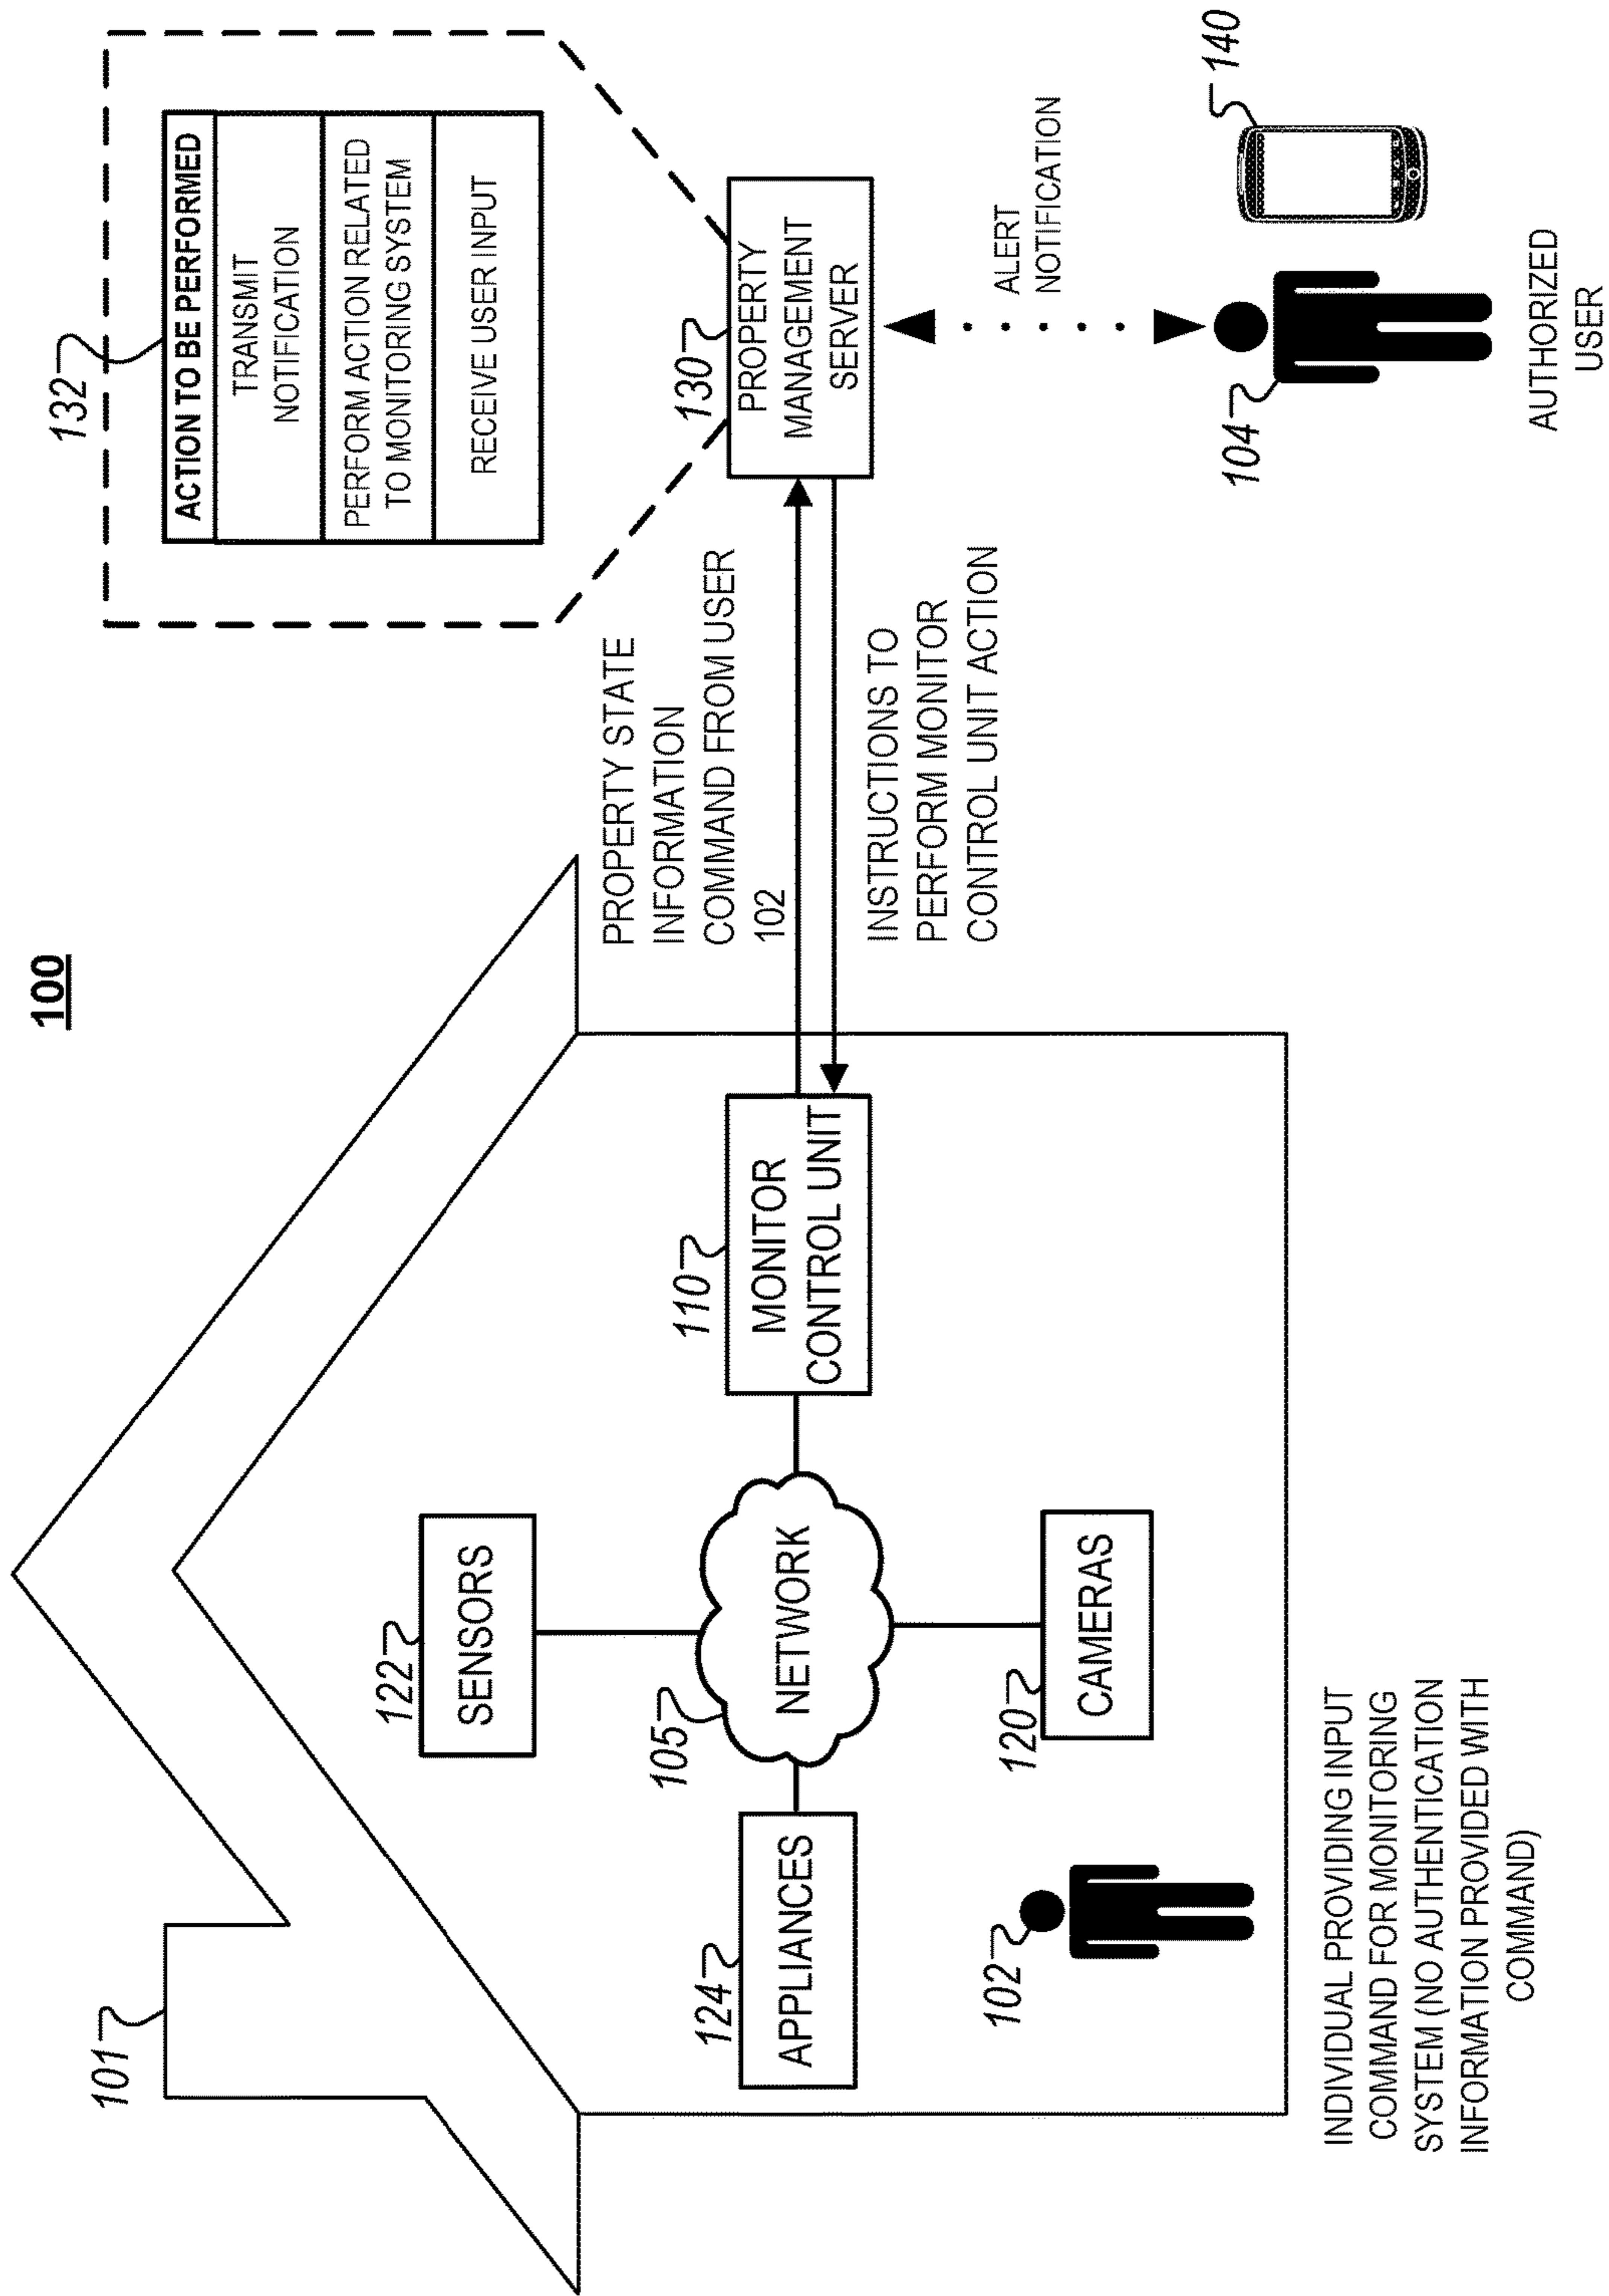 100
101
132
ACTION TO BE PERFORMED
TRANSMIT
NOTIFICATION
PERFORM ACTION RELATED
TO MONITORING SYSTEM
RECEIVE USER INPUT
122
SENSORS
105
NETWORK
124
APPLIANCES
120
CAMERAS
110
MONITOR
CONTROL UNIT
102
PROPERTY STATE
INFORMATION
COMMAND FROM USER
102
INSTRUCTIONS TO
PERFORM MONITOR
CONTROL UNIT ACTION
130
PROPERTY
MANAGEMENT
SERVER
ALERT
NOTIFICATION
140
104
AUTHORIZED
USER
INDIVIDUAL PROVIDING INPUT
COMMAND FOR MONITORING
SYSTEM (NO AUTHENTICATION
INFORMATION PROVIDED WITH
COMMAND)